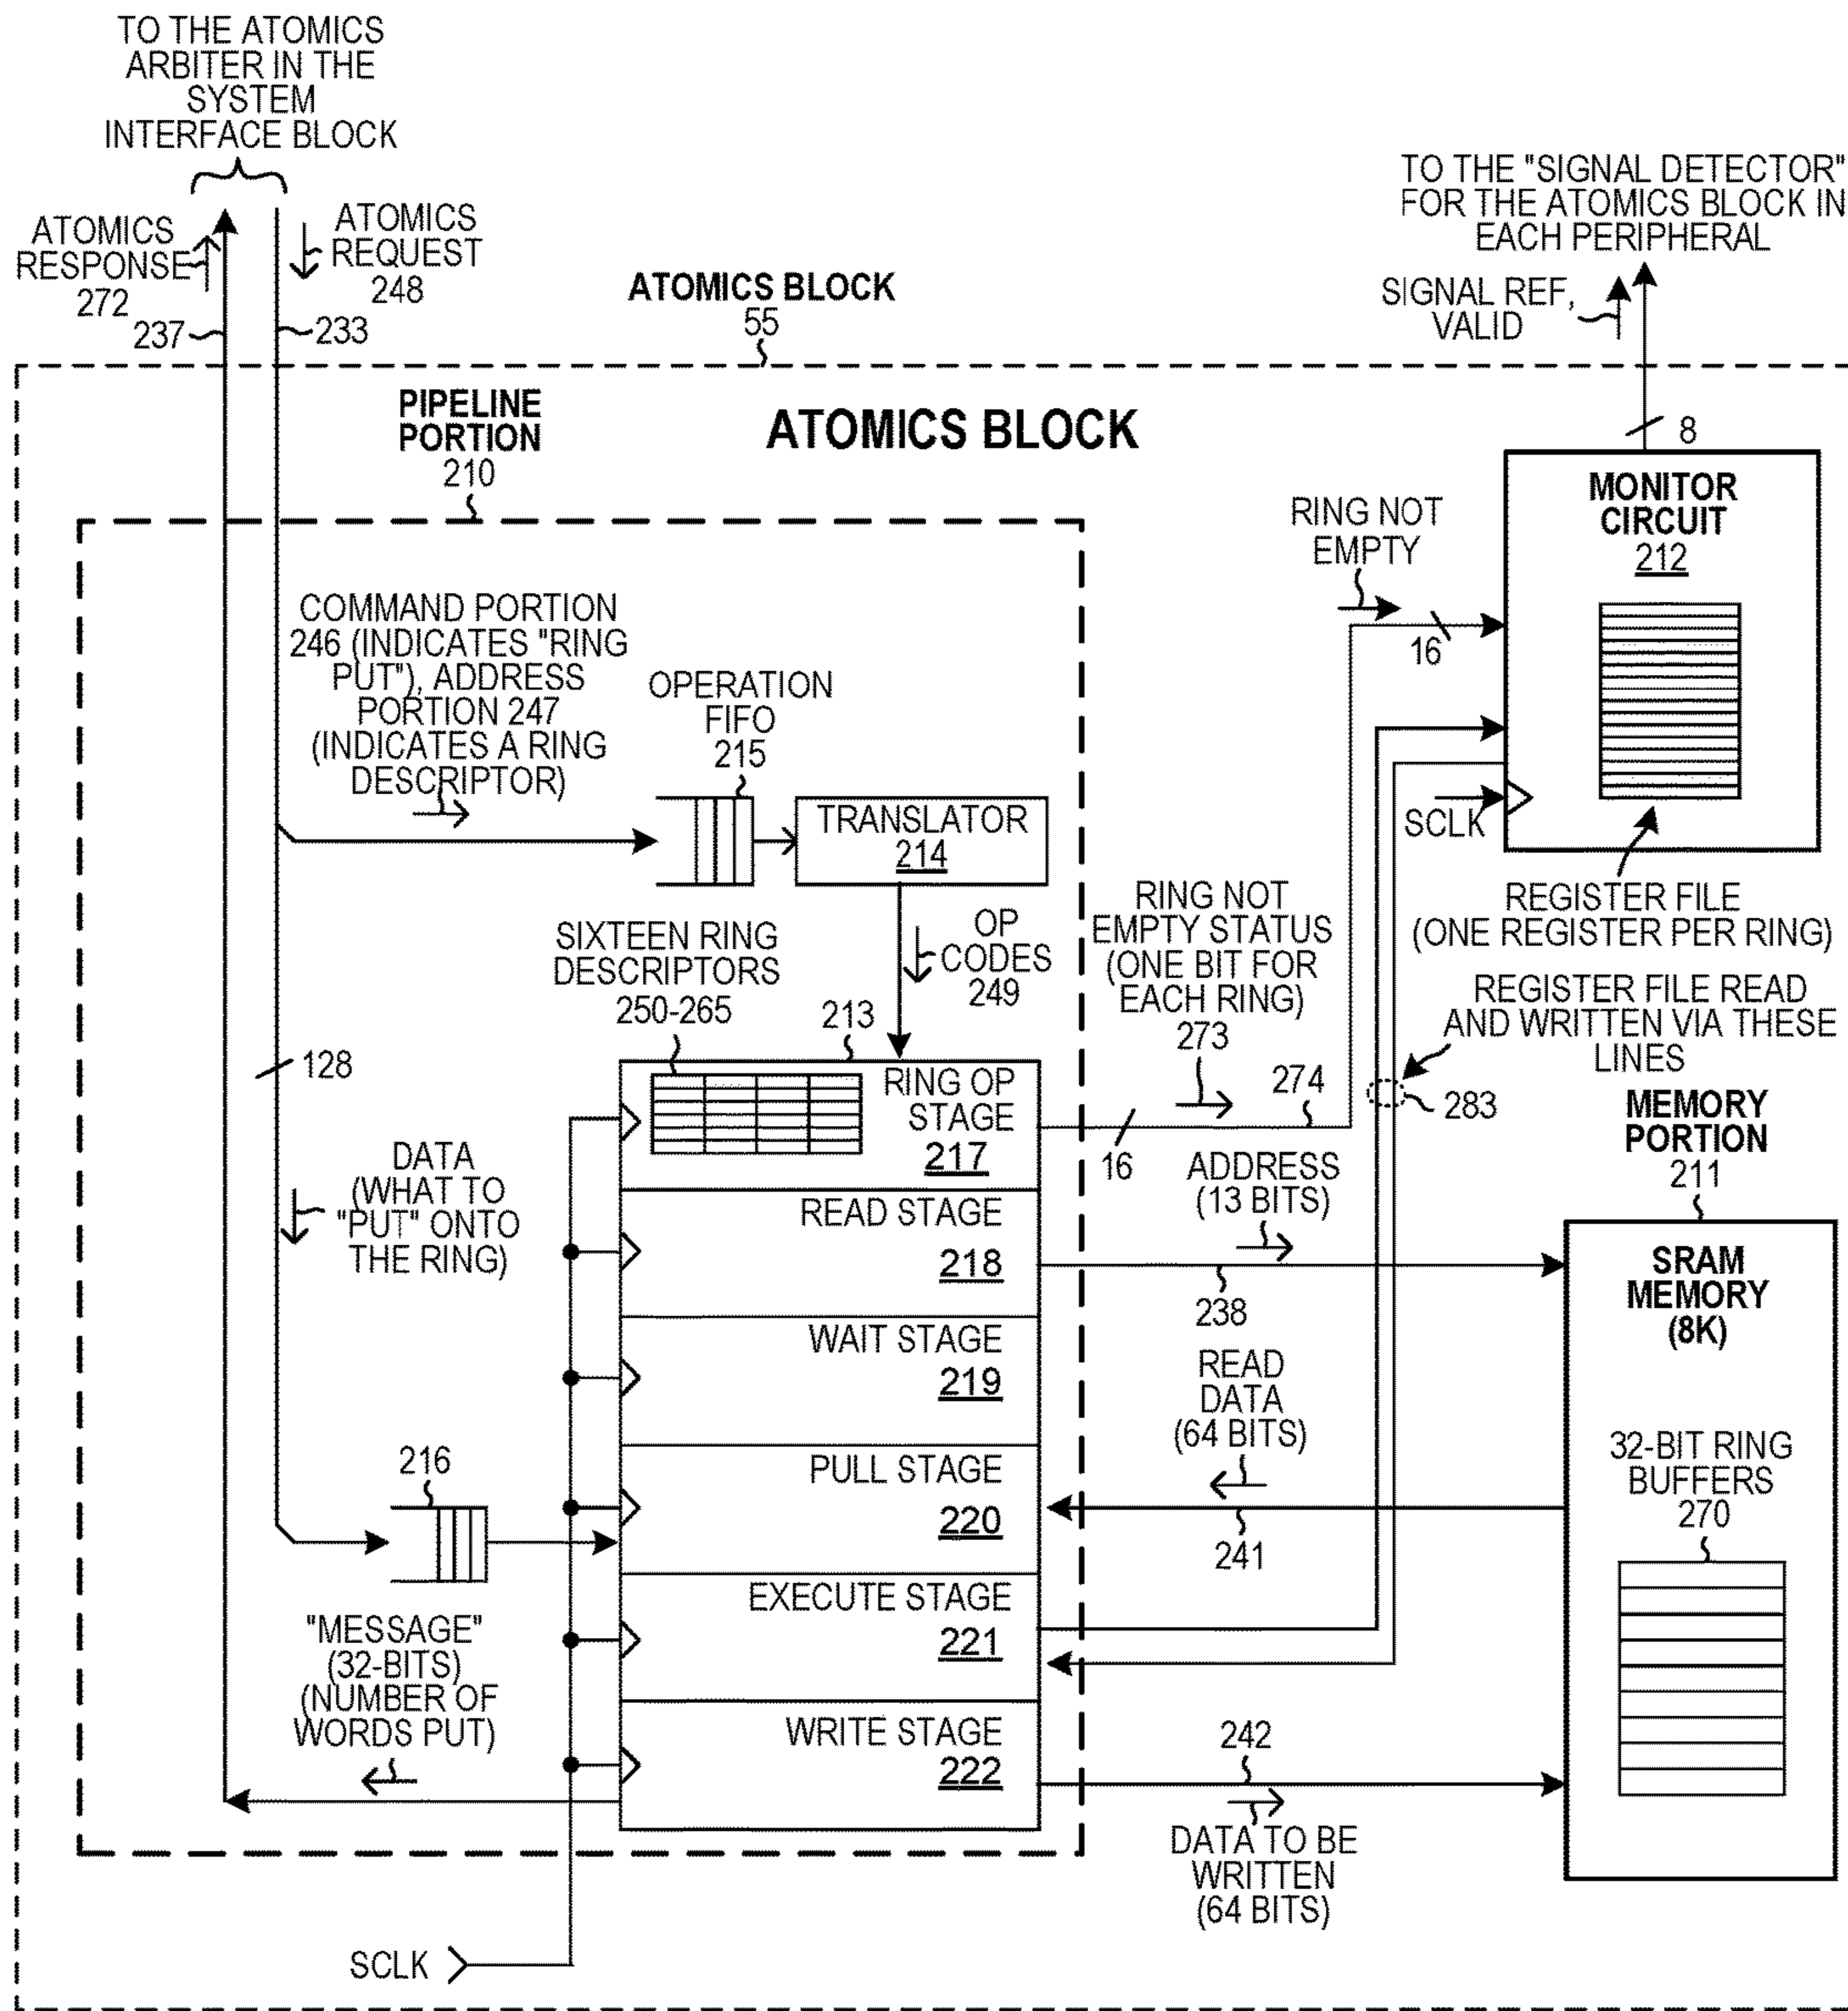 TO THE ATOMICS
ARBITER IN THE
SYSTEM
INTERFACE BLOCK
ATOMICS
RESPONSE
272
237
ATOMICS
REQUEST
248
233
ATOMICS BLOCK
55
TO THE "SIGNAL DETECTOR"
FOR THE ATOMICS BLOCK IN
EACH PERIPHERAL
SIGNAL REF,
VALID
8
PIPELINE
PORTION
210
ATOMICS BLOCK
MONITOR
CIRCUIT
212
RING NOT
EMPTY
16
SCLK
REGISTER FILE
(ONE REGISTER PER RING)
REGISTER FILE READ
AND WRITTEN VIA THESE
LINES
283
COMMAND PORTION
246 (INDICATES "RING
PUT"), ADDRESS
PORTION 247
(INDICATES A RING
DESCRIPTOR)
OPERATION
FIFO
215
TRANSLATOR
214
OP
CODES
249
SIXTEEN RING
DESCRIPTORS
250-265
213
RING NOT
EMPTY STATUS
(ONE BIT FOR
EACH RING)
273
274
16
128
DATA
(WHAT TO
"PUT" ONTO
THE RING)
RING OP
STAGE
217
READ STAGE
218
WAIT STAGE
219
PULL STAGE
220
EXECUTE STAGE
221
WRITE STAGE
222
216
"MESSAGE"
(32-BITS)
(NUMBER OF
WORDS PUT)
SCLK
ADDRESS
(13 BITS)
238
READ
DATA
(64 BITS)
241
242
DATA TO BE
WRITTEN
(64 BITS)
MEMORY
PORTION
211
SRAM
MEMORY
(8K)
32-BIT RING
BUFFERS
270